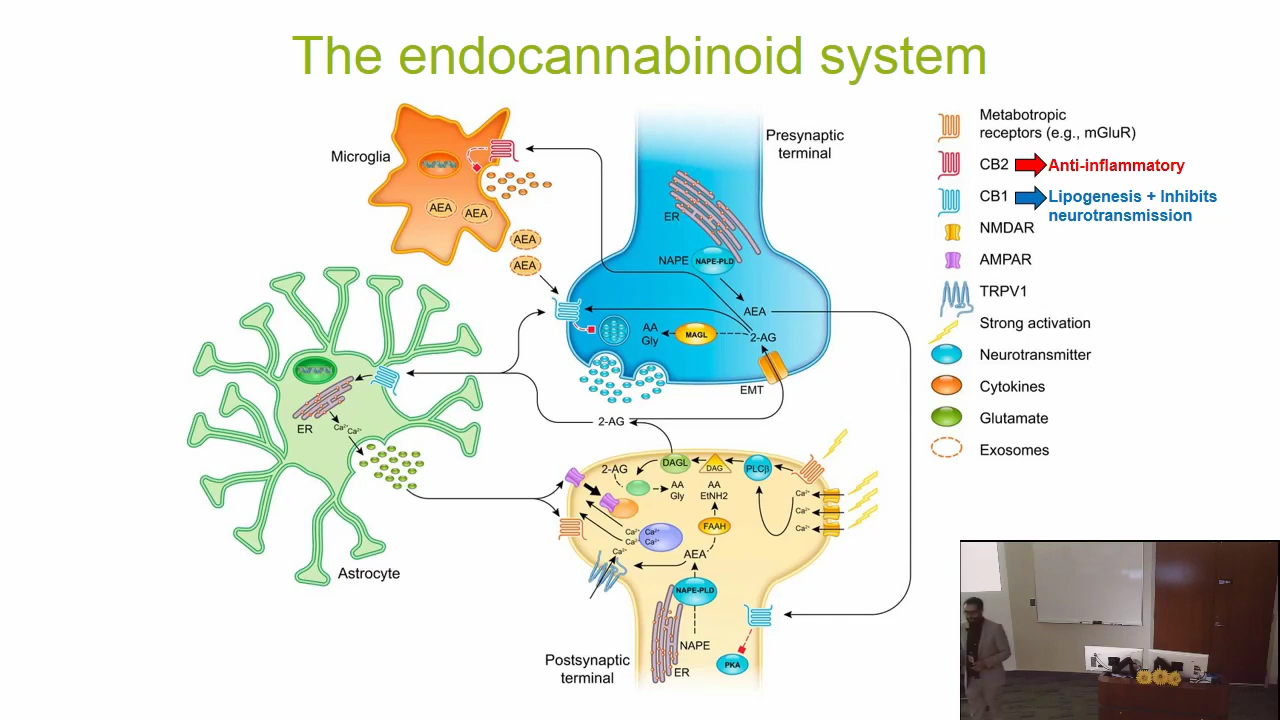 The endocannabinoid system
Microglia
AEA
AEA
AEA
AEA
Presynaptic
terminal
ER
NAPE
NAPE-PLD
AEA
AA
Gly
MAGL
2-AG
EMT
2-AG
ER
Ca²⁺
Ca²⁺
Astrocyte
2-AG
DAGL
DAG
PLCβ
AA
Gly
AA
EtNH2
FAAH
Ca²⁺
Ca²⁺
Ca²⁺
Ca²⁺ Ca²⁺
Ca²⁺ Ca²⁺
Ca²⁺
AEA
NAPE-PLD
NAPE
ER
PKA
Postsynaptic
terminal
Metabotropic
receptors (e.g., mGluR)
CB2 Anti-inflammatory
CB1 Lipogenesis + Inhibits
neurotransmission
NMDAR
AMPAR
TRPV1
Strong activation
Neurotransmitter
Cytokines
Glutamate
Exosomes